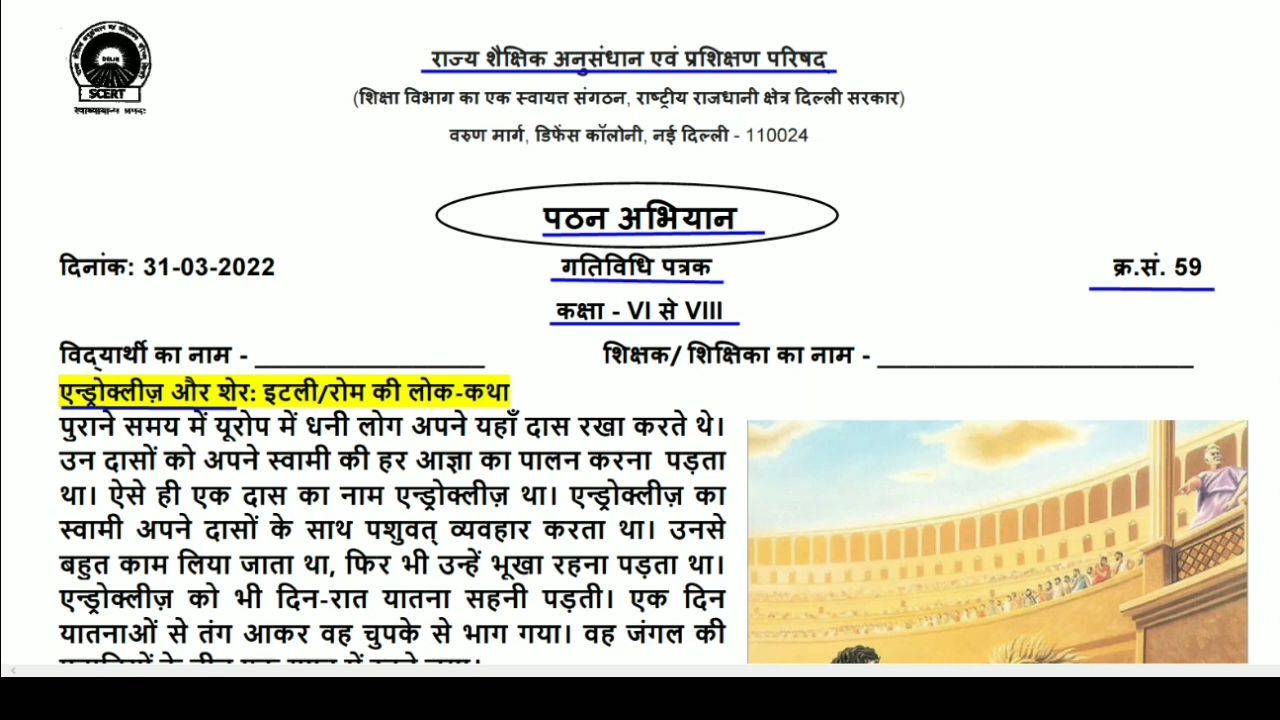 राज्य शैक्षिक अनुसंधान एवं प्रशिक्षण परिषद्
(शिक्षा विभाग का एक स्वायत्त संगठन, राष्ट्रीय राजधानी क्षेत्र दिल्ली सरकार)
वरुण मार्ग, डिफेंस कॉलोनी, नई दिल्ली - 110024
DELHI
SCERT
पठन अभियान
दिनांक: 31-03-2022 गतिविधि पत्रक क्र.सं. 59
कक्षा - VI से VIII
विद्यार्थी का नाम - _________________ शिक्षक/ शिक्षिका का नाम - _______________________
एन्ड्रोक्लीज़ और शेर: इटली/रोम की लोक-कथा
पुराने समय में यूरोप में धनी लोग अपने यहाँ दास रखा करते थे।
उन दासों को अपने स्वामी की हर आज्ञा का पालन करना पड़ता
था। ऐसे ही एक दास का नाम एन्ड्रोक्लीज़ था। एन्ड्रोक्लीज़ का
स्वामी अपने दासों के साथ पशुवत् व्यवहार करता था। उनसे
बहुत काम लिया जाता था, फिर भी उन्हें भूखा रहना पड़ता था।
एन्ड्रोक्लीज़ को भी दिन-रात यातना सहनी पड़ती। एक दिन
यातनाओं से तंग आकर वह चुपके से भाग गया। वह जंगल की